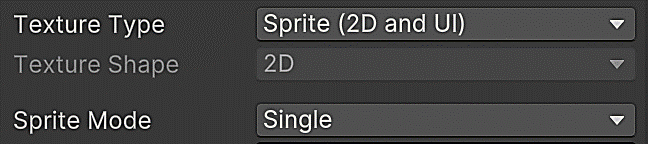 Texture Type Sprite (2D and UI)
Texture Shape 2D
Sprite Mode Single